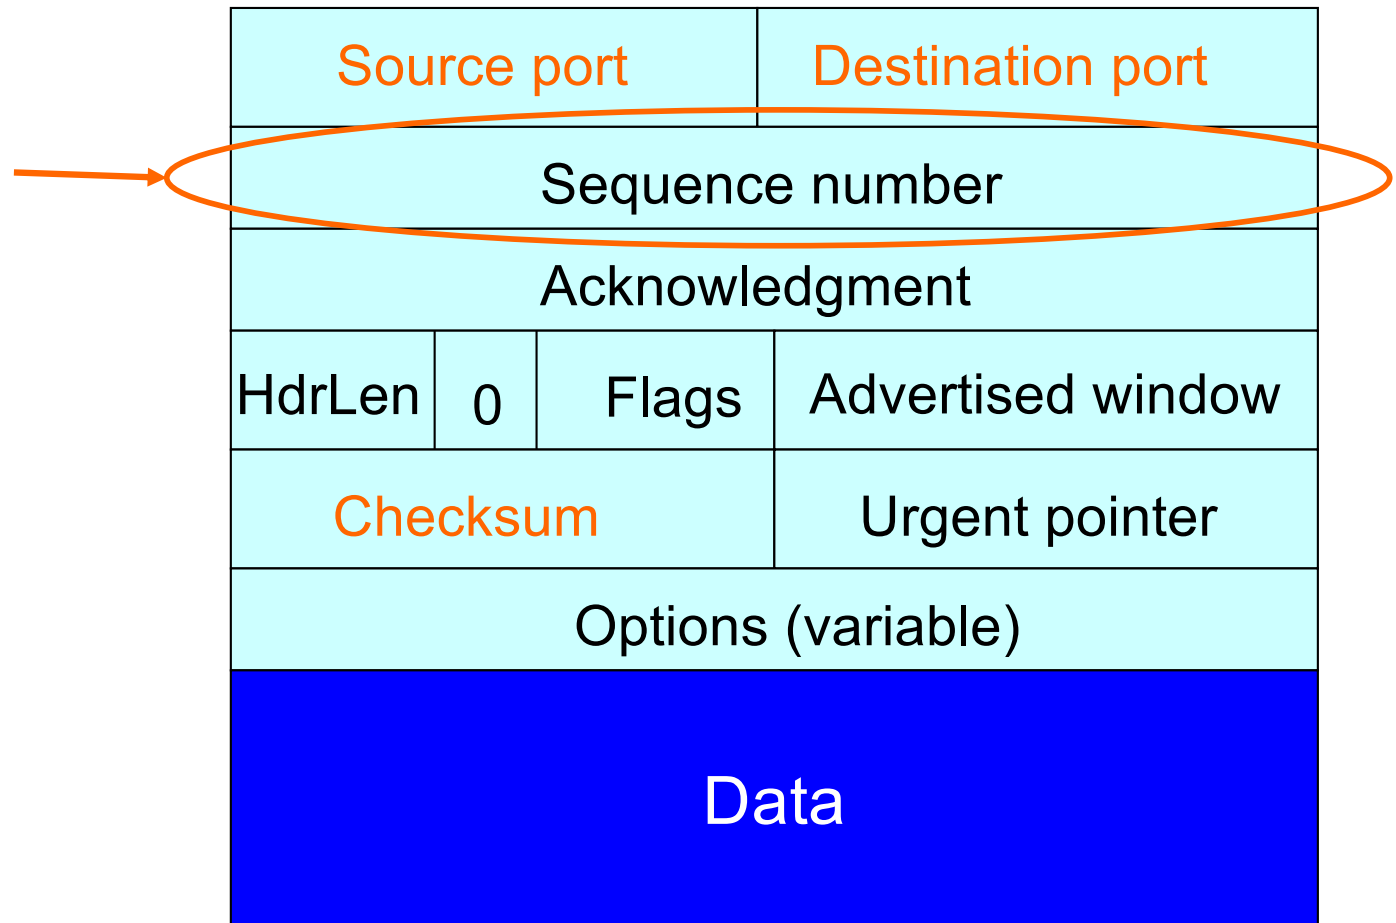 Source port
Destination port
Sequence number
Acknowledgment
HdrLen
0
Flags
Advertised window
Checksum
Urgent pointer
Options (variable)
Data